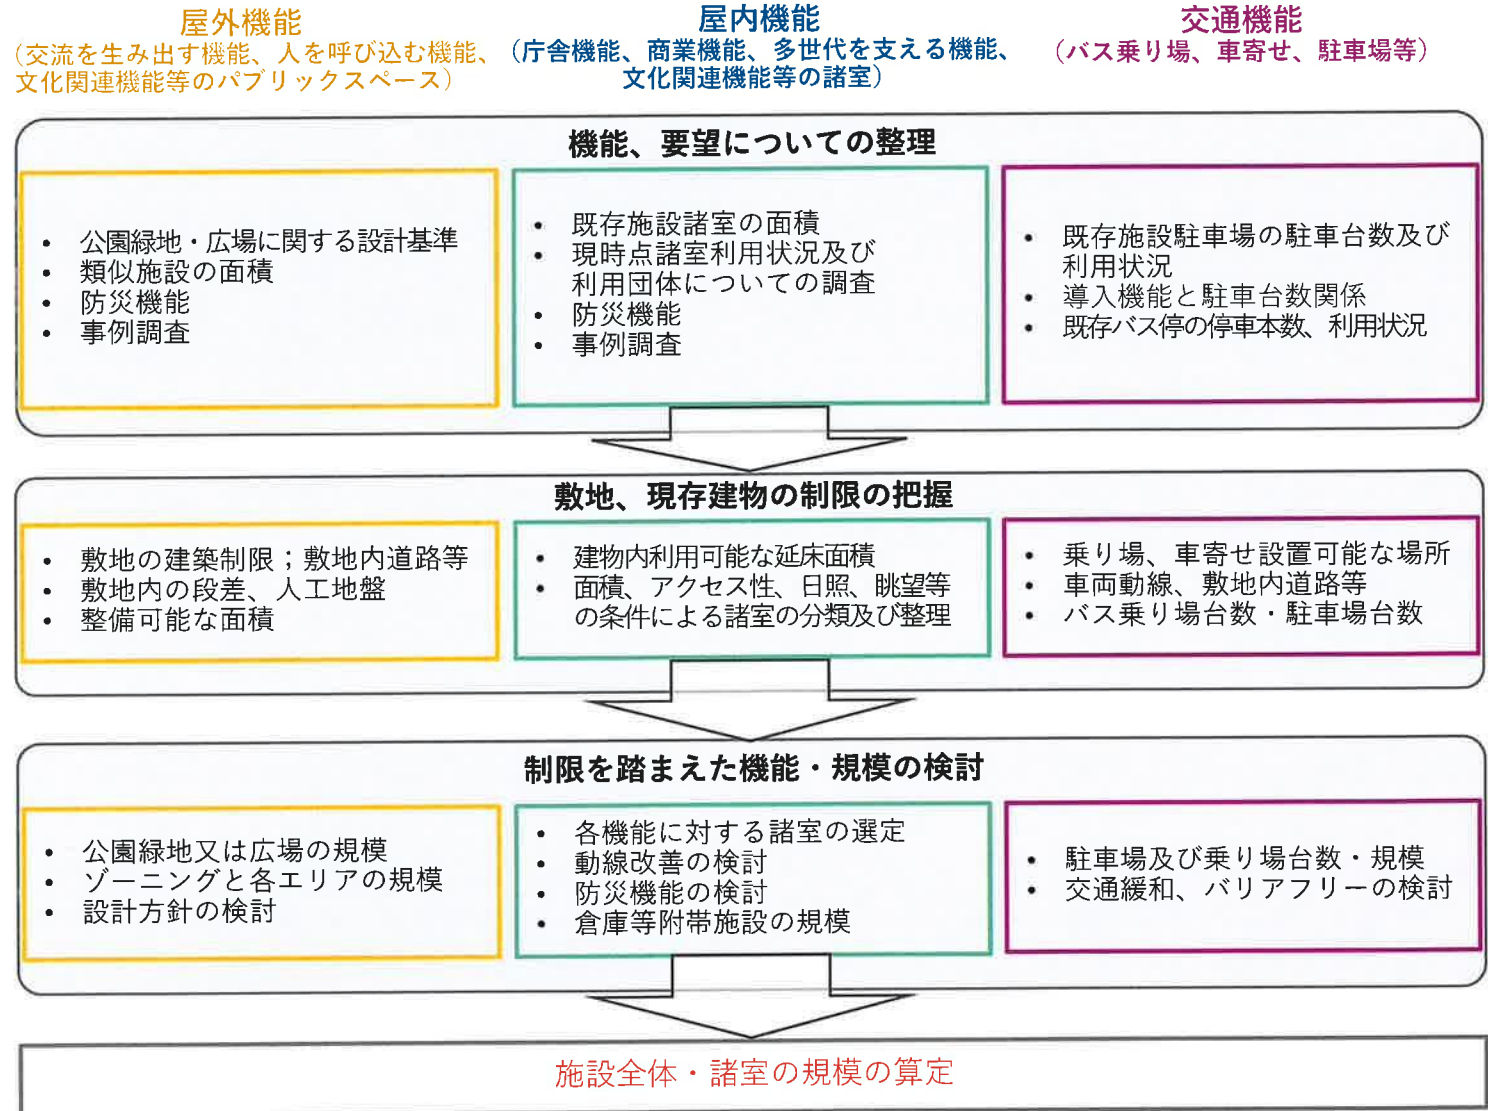 屋外機能
（交流を生み出す機能、人を呼び込む機能、
文化関連機能等のパブリックスペース）
屋内機能
（庁舎機能、商業機能、多世代を支える機能、
文化関連機能等の諸室）
交通機能
（バス乗り場、車寄せ、駐車場等）
機能、要望についての整理
• 公園緑地・広場に関する設計基準
• 類似施設の面積
• 防災機能
• 事例調査
• 既存施設諸室の面積
• 現時点諸室利用状況及び
利用団体についての調査
• 防災機能
• 事例調査
• 既存施設駐車場の駐車台数及び
利用状況
• 導入機能と駐車台数関係
• 既存バス停の停車本数、利用状況
敷地、現存建物の制限の把握
• 敷地の建築制限；敷地内道路等
• 敷地内の段差、人工地盤
• 整備可能な面積
• 建物内利用可能な延床面積
• 面積、アクセス性、日照、眺望等
の条件による諸室の分類及び整理
• 乗り場、車寄せ設置可能な場所
• 車両動線、敷地内道路等
• バス乗り場台数・駐車場台数
制限を踏まえた機能・規模の検討
• 公園緑地又は広場の規模
• ゾーニングと各エリアの規模
• 設計方針の検討
• 各機能に対する諸室の選定
• 動線改善の検討
• 防災機能の検討
• 倉庫等附帯施設の規模
• 駐車場及び乗り場台数・規模
• 交通緩和、バリアフリーの検討
施設全体・諸室の規模の算定